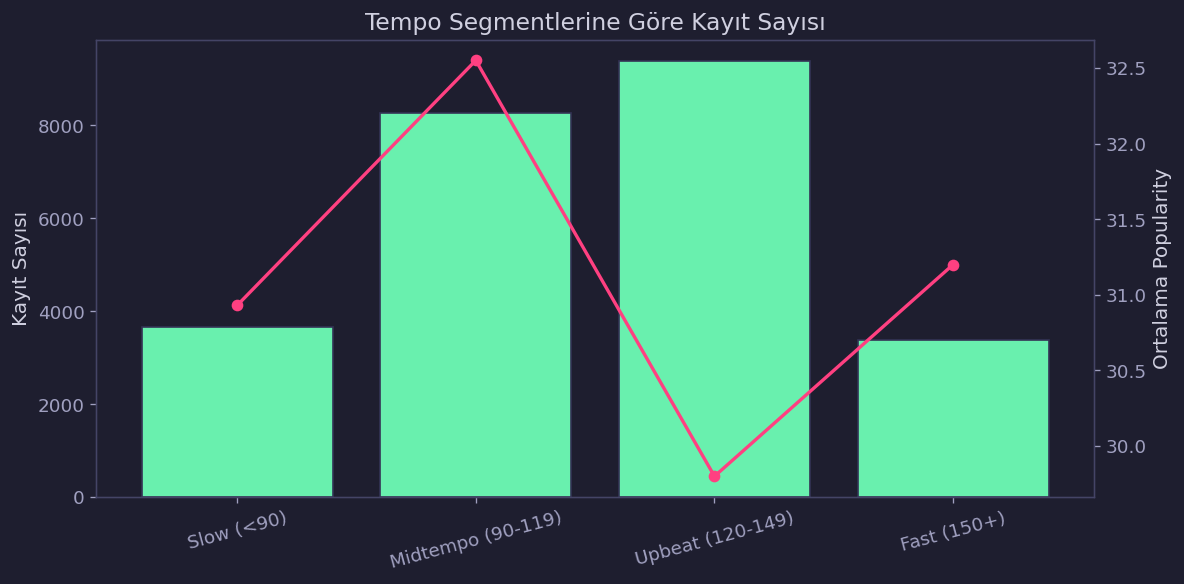 Tempo Segmentlerine Göre Kayıt Sayısı
Kayıt Sayısı
8000
6000
4000
2000
0
32.5
32.0
31.5
31.0
30.5
30.0
Ortalama Popularity
Slow (<90)
Midtempo (90-119)
Upbeat (120-149)
Fast (150+)